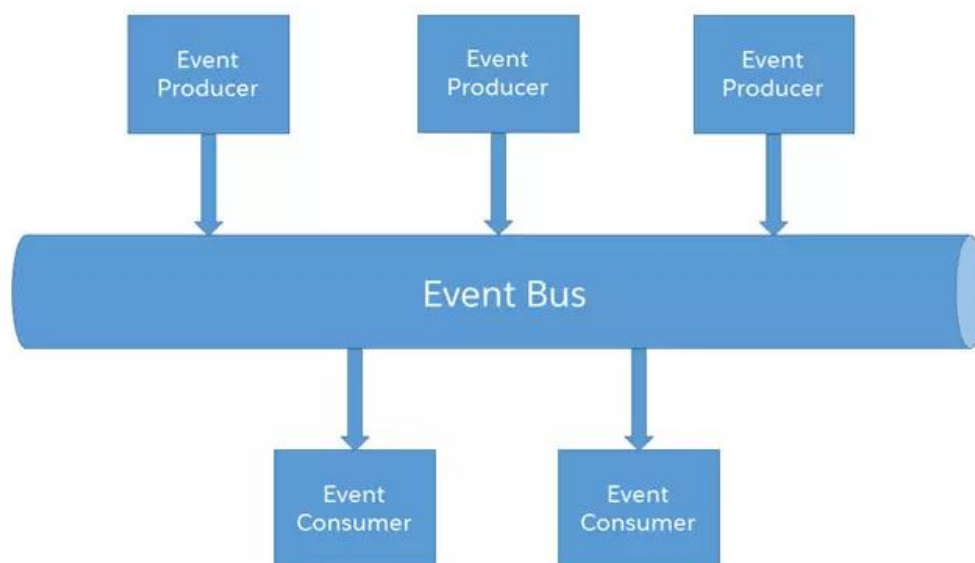 Event
Producer
Event
Producer
Event
Producer
Event Bus
Event
Consumer
Event
Consumer